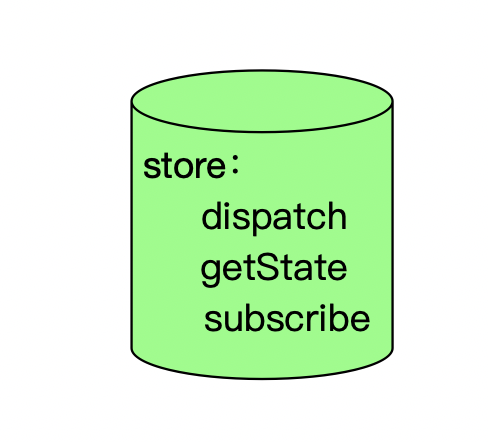 store：
dispatch
getState
subscribe